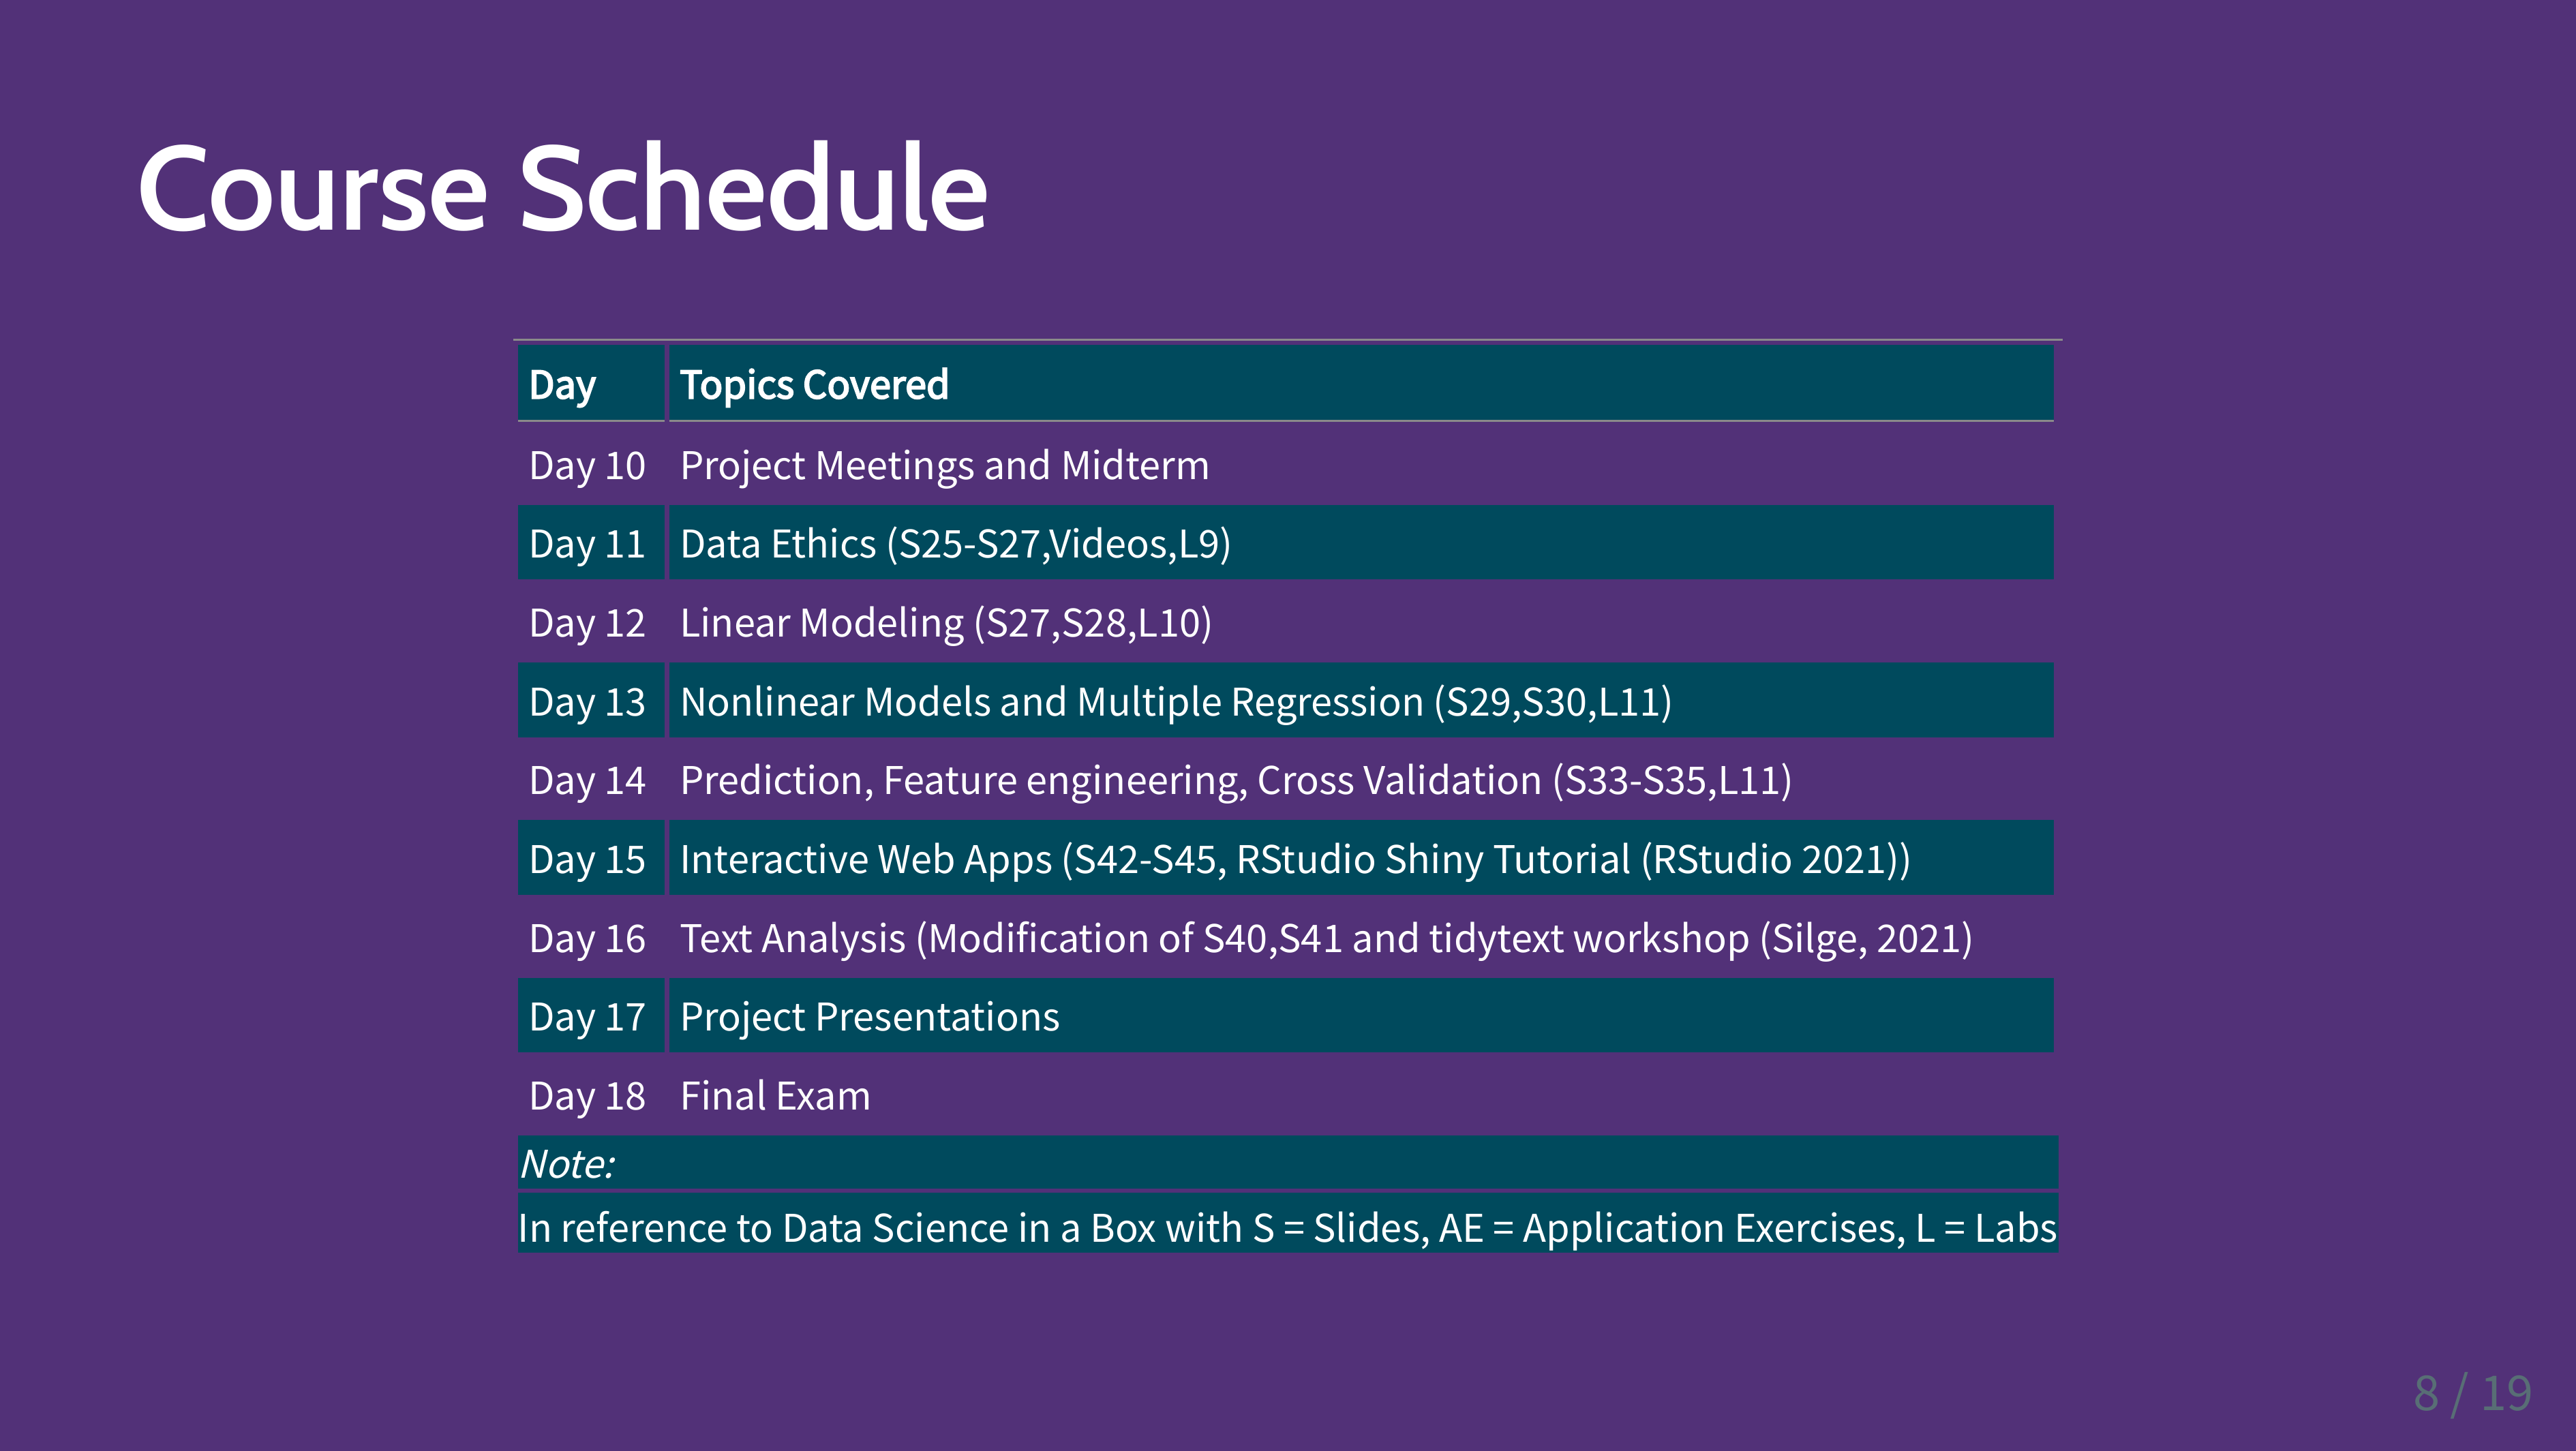 Course Schedule
Day Topics Covered
Day 10 Project Meetings and Midterm
Day 11 Data Ethics (S25-S27,Videos,L9)
Day 12 Linear Modeling (S27,S28,L10)
Day 13 Nonlinear Models and Multiple Regression (S29,S30,L11)
Day 14 Prediction, Feature engineering, Cross Validation (S33-S35,L11)
Day 15 Interactive Web Apps (S42-S45, RStudio Shiny Tutorial (RStudio 2021))
Day 16 Text Analysis (Modification of S40,S41 and tidytext workshop (Silge, 2021)
Day 17 Project Presentations
Day 18 Final Exam
Note:
In reference to Data Science in a Box with S = Slides, AE = Application Exercises, L = Labs
8 / 19